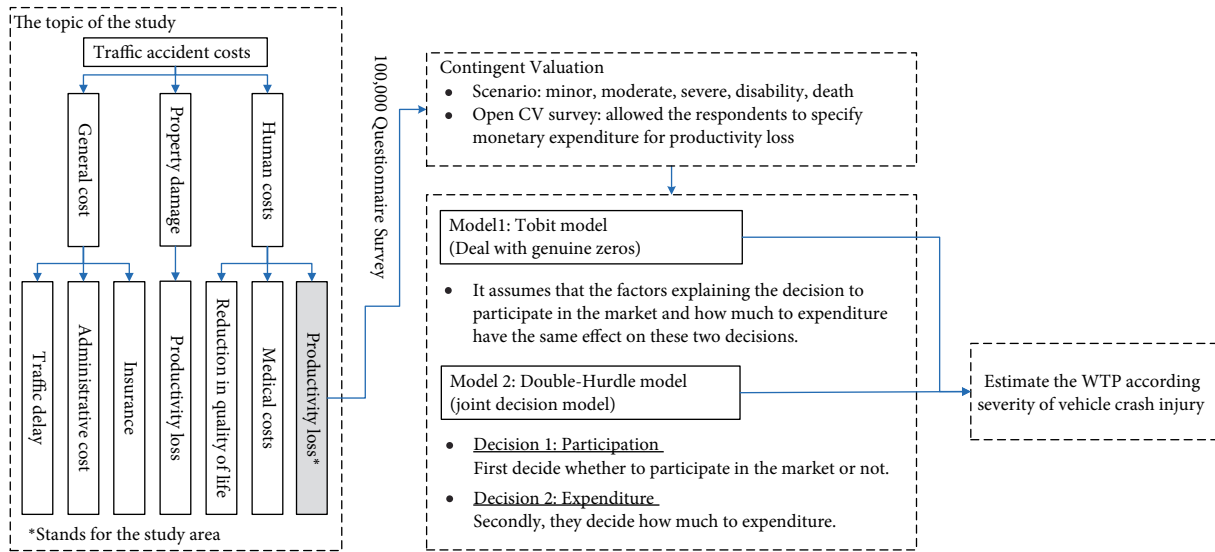 The topic of the study
Traffic accident costs
General cost
Property damage
Human costs
Traffic delay
Administrative cost
Insurance
Productivity loss
Reduction in quality of life
Medical costs
Productivity loss*
*Stands for the study area
100,000 Questionnaire Survey
Contingent Valuation
• Scenario: minor, moderate, severe, disability, death
• Open CV survey: allowed the respondents to specify
monetary expenditure for productivity loss
Model1: Tobit model
(Deal with genuine zeros)
• It assumes that the factors explaining the decision to
participate in the market and how much to expenditure
have the same effect on these two decisions.
Model 2: Double-Hurdle model
(joint decision model)
• Decision 1: Participation
First decide whether to participate in the market or not.
• Decision 2: Expenditure
Secondly, they decide how much to expenditure.
Estimate the WTP according
severity of vehicle crash injury